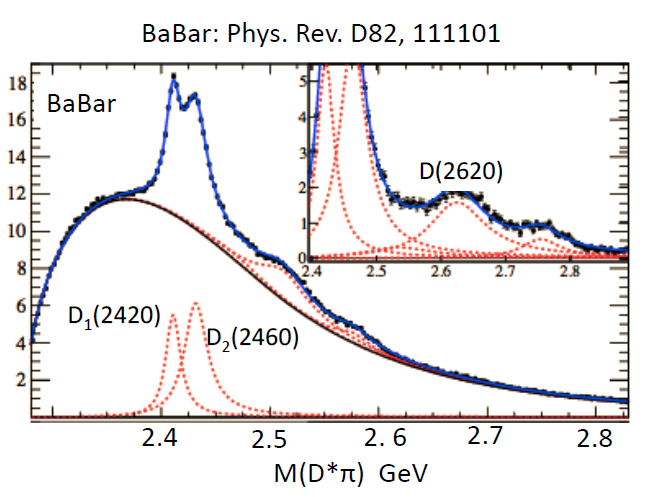 BaBar: Phys. Rev. D82, 111101
18
16
14
12
10
8
6
4
2
BaBar
D1(2420)
D2(2460)
5
4
3
2
1
0
D(2620)
2.4 2.5 2.6 2.7 2.8
2.4 2.5 2. 6 2.7 2.8
M(D*π) GeV